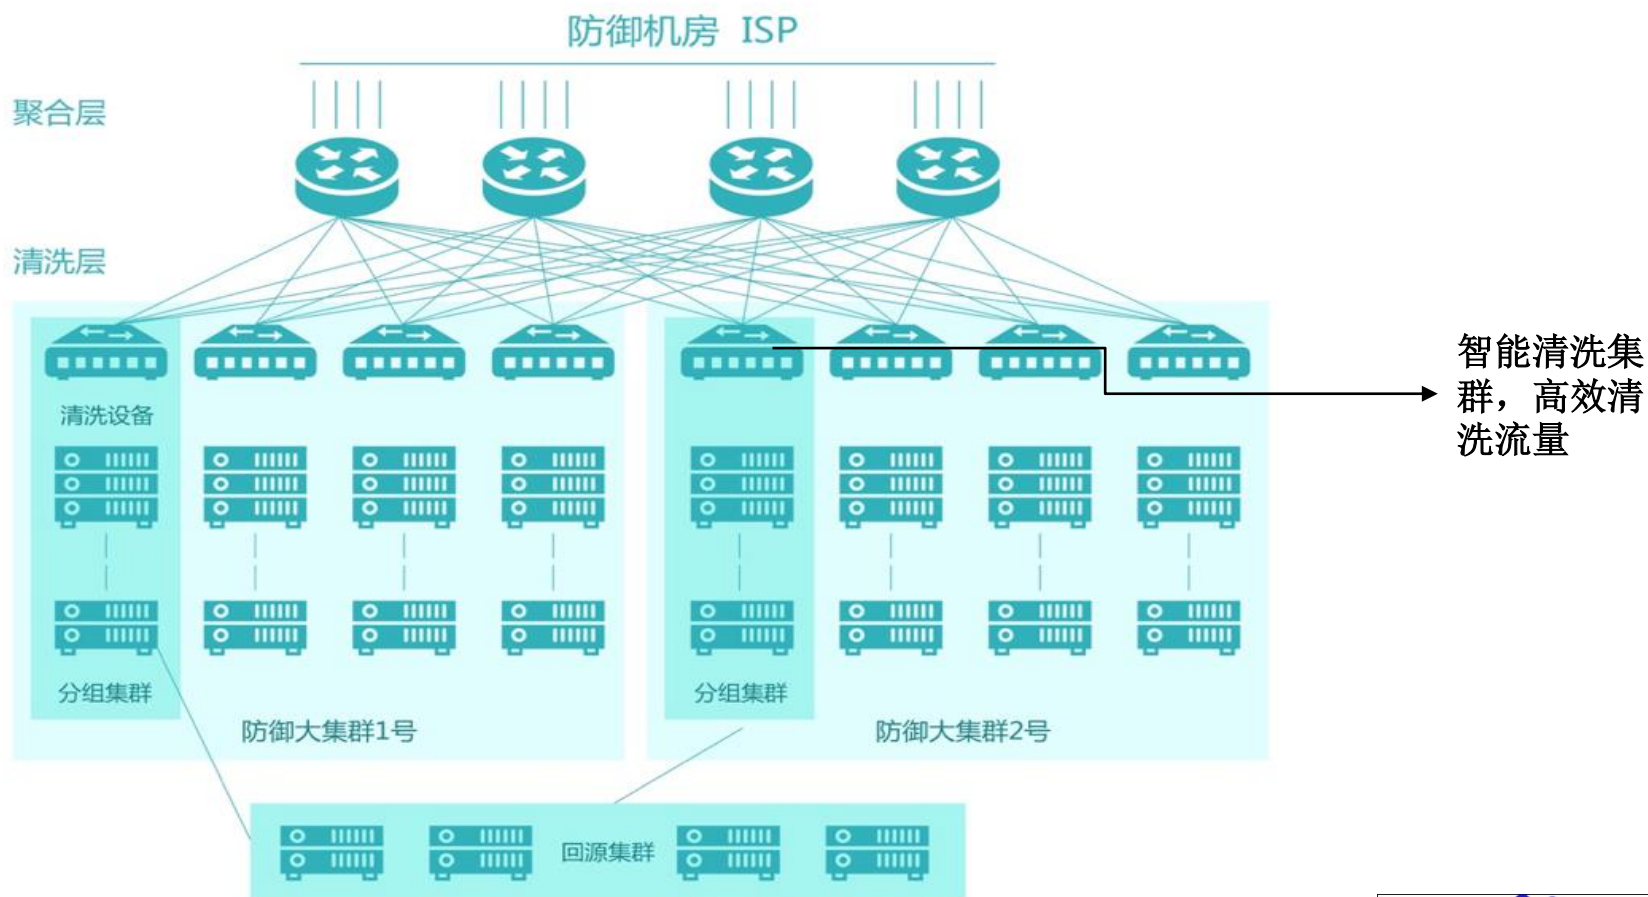 防御机房 ISP
聚合层
清洗层
清洗设备
智能清洗集
群，高效清
洗流量
分组集群
分组集群
防御大集群1号
防御大集群2号
回源集群